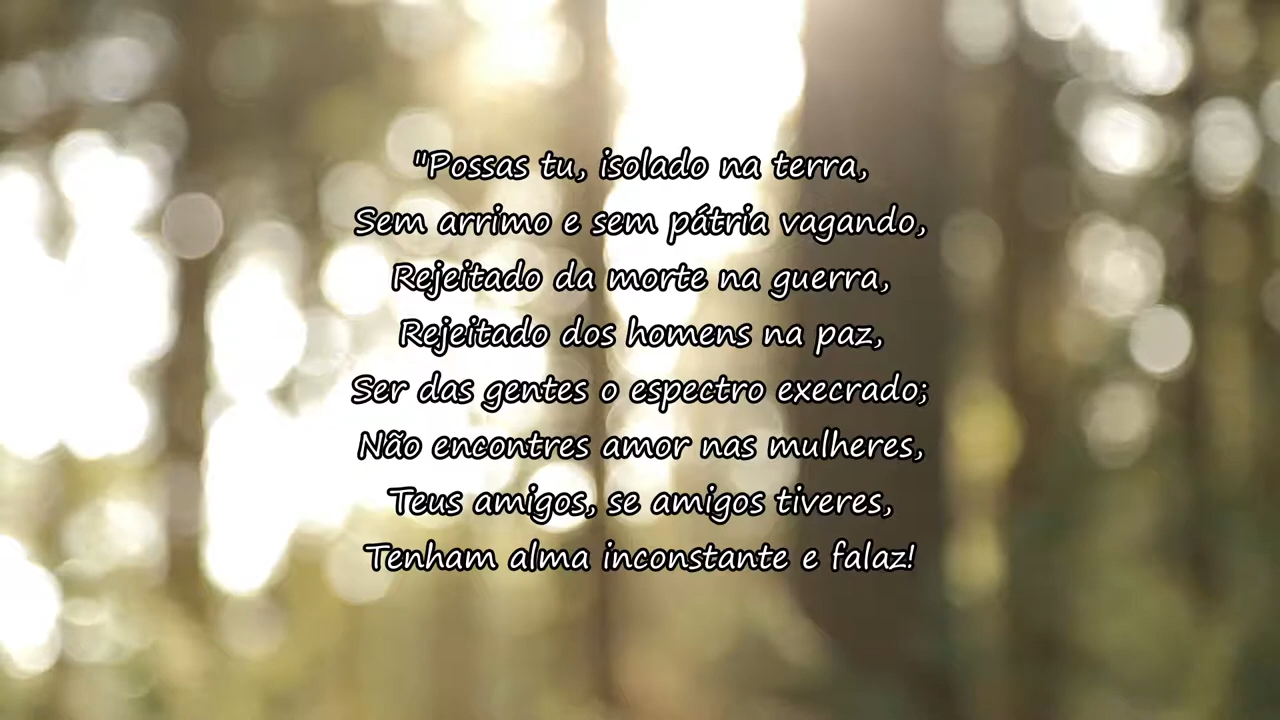 "Possas tu, isolado na terra,
Sem arrimo e sem pátria vagando,
Rejeitado da morte na guerra,
Rejeitado dos homens na paz,
Ser das gentes o espectro execrado;
Não encontres amor nas mulheres,
Teus amigos, se amigos tiveres,
Tenham alma inconstante e falaz!